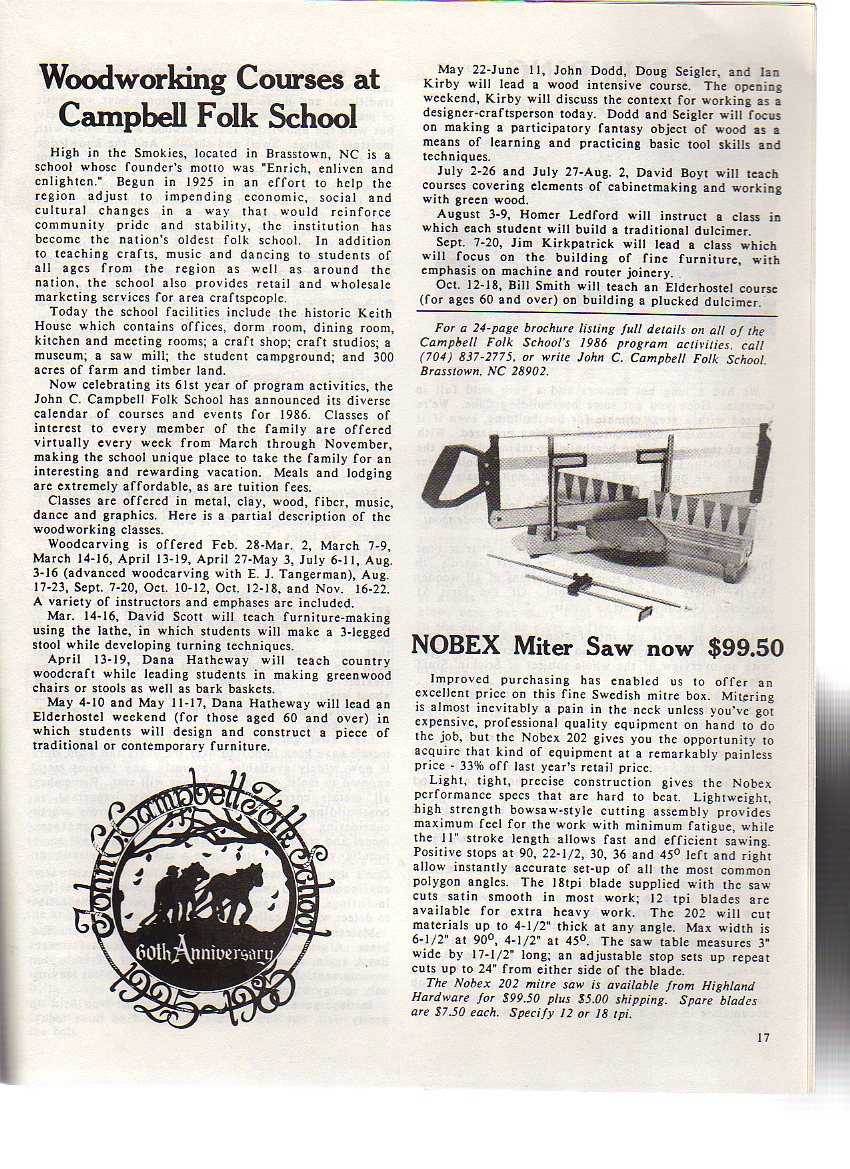 Woodworking Courses at
Campbell Folk School
High in the Smokies, located in Brasstown, NC is a
school whose founder's motto was "Enrich, enliven and
enlighten." Begun in 1925 in an effort to help the
region adjust to impending economic, social and
cultural changes in a way that would reinforce
community pride and stability, the institution has
become the nation's oldest folk school. In addition
to teaching crafts, music and dancing to students of
all ages from the region as well as around the
nation, the school also provides retail and wholesale
marketing services for area craftspeople.
Today the school facilities include the historic Keith
House which contains offices, dorm room, dining room,
kitchen and meeting rooms; a craft shop; craft studios; a
museum; a saw mill; the student campground; and 300
acres of farm and timber land.
Now celebrating its 61st year of program activities, the
John C. Campbell Folk School has announced its diverse
calendar of courses and events for 1986. Classes of
interest to every member of the family are offered
virtually every week from March through November,
making the school unique place to take the family for an
interesting and rewarding vacation. Meals and lodging
are extremely affordable, as are tuition fees.
Classes are offered in metal, clay, wood, fiber, music,
dance and graphics. Here is a partial description of the
woodworking classes.
Woodcarving is offered Feb. 28-Mar. 2, March 7-9,
March 14-16, April 13-19, April 27-May 3, July 6-11, Aug.
3-16 (advanced woodcarving with E. J. Tangerman), Aug.
17-23, Sept. 7-20, Oct. 10-12, Oct. 12-18, and Nov. 16-22.
A variety of instructors and emphases are included.
Mar. 14-16, David Scott will teach furniture-making
using the lathe, in which students will make a 3-legged
stool while developing turning techniques.
April 13-19, Dana Hatheway will teach country
woodcraft while leading students in making greenwood
chairs or stools as well as bark baskets.
May 4-10 and May 11-17, Dana Hatheway will lead an
Elderhostel weekend (for those aged 60 and over) in
which students will design and construct a piece of
traditional or contemporary furniture.
John C. Campbell Folk School
60th Anniversary
1925-1985
May 22-June 11, John Dodd, Doug Seigler, and Ian
Kirby will lead a wood intensive course. The opening
weekend, Kirby will discuss the context for working as a
designer-craftsperson today. Dodd and Seigler will focus
on making a participatory fantasy object of wood as a
means of learning and practicing basic tool skills and
techniques.
July 2-26 and July 27-Aug. 2, David Boyt will teach
courses covering elements of cabinetmaking and working
with green wood.
August 3-9, Homer Ledford will instruct a class in
which each student will build a traditional dulcimer.
Sept. 7-20, Jim Kirkpatrick will lead a class which
will focus on the building of fine furniture, with
emphasis on machine and router joinery.
Oct. 12-18, Bill Smith will teach an Elderhostel course
(for ages 60 and over) on building a plucked dulcimer.
For a 24-page brochure listing full details on all of the
Campbell Folk School's 1986 program activities, call
(704) 837-2775, or write John C. Campbell Folk School,
Brasstown, NC 28902.
NOBEX Miter Saw now $99.50
Improved purchasing has enabled us to offer an
excellent price on this fine Swedish mitre box. Mitering
is almost inevitably a pain in the neck unless you've got
expensive, professional quality equipment on hand to do
the job, but the Nobex 202 gives you the opportunity to
acquire that kind of equipment at a remarkably painless
price - 33% off last year's retail price.
Light, tight, precise construction gives the Nobex
performance specs that are hard to beat. Lightweight,
high strength bowsaw-style cutting assembly provides
maximum feel for the work with minimum fatigue, while
the 11" stroke length allows fast and efficient sawing.
Positive stops at 90, 22-1/2, 30, 36 and 45° left and right
allow instantly accurate set-up of all the most common
polygon angles. The 18tpi blade supplied with the saw
cuts satin smooth in most work; 12 tpi blades are
available for extra heavy work. The 202 will cut
materials up to 4-1/2" thick at any angle. Max width is
6-1/2" at 90°, 4-1/2" at 45°. The saw table measures 3"
wide by 17-1/2" long; an adjustable stop sets up repeat
cuts up to 24" from either side of the blade.
The Nobex 202 mitre saw is available from Highland
Hardware for $99.50 plus $5.00 shipping. Spare blades
are $7.50 each. Specify 12 or 18 tpi.
17